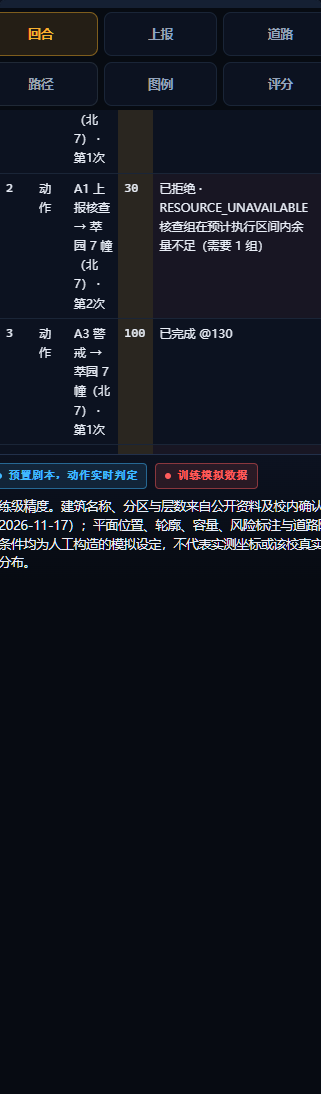 回合
上报
道路
路径
图例
评分
（北
7）·
第1次
2
动
作
A1 上
报核查
→ 萃
园 7 幢
（北
7）·
第2次
30
已拒绝 ·
RESOURCE_UNAVAILABLE
核查组在预计执行区间内余
量不足（需要 1 组）
3
动
作
A3 警
戒 →
萃园 7
幢（北
7）·
第1次
100
已完成 @130
预置剧本，动作实时判定
训练模拟数据
练级精度。建筑名称、分区与层数来自公开资料及校内确认
2026-11-17）；平面位置、轮廓、容量、风险标注与道路
条件均为人工构造的模拟设定，不代表实测坐标或该校真实
分布。